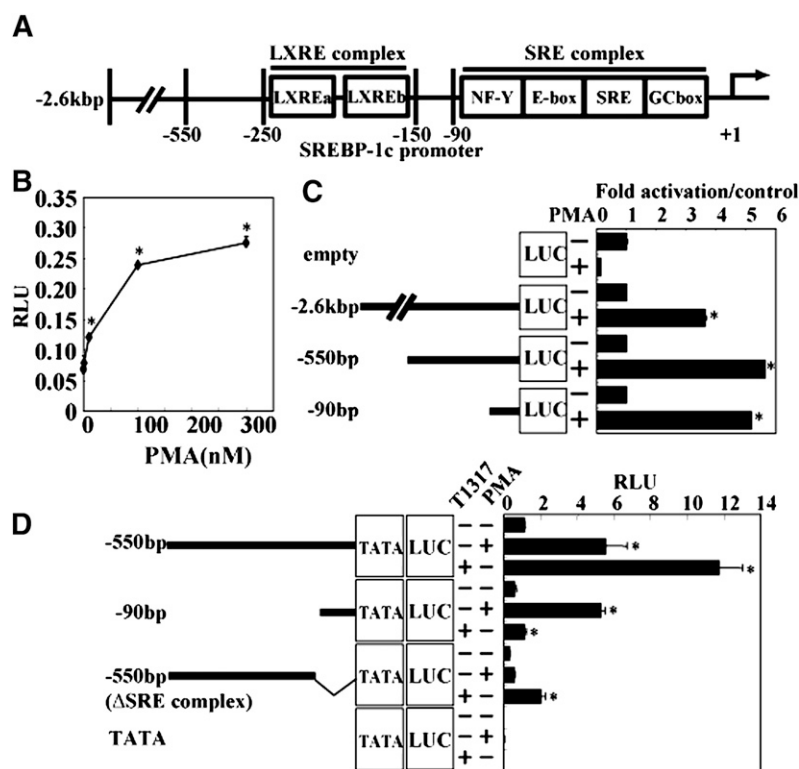 A
LXRE complex
SRE complex
-2.6kbp
LXREa
LXREb
NF-Y
E-box
SRE
GCbox
-550
-250
-150
-90
+1
SREBP-1c promoter
B
0.35
0.30
0.25
0.20
0.15
0.10
0.05
0
RLU
*
*
*
0
100
200
300
PMA(nM)
C
Fold activation/control
PMA 0 1 2 3 4 5 6
empty
LUC
−
+
-2.6kbp
LUC
−
+ *
-550bp
LUC
−
+ *
-90bp
LUC
−
+ *
D
T1317
PMA
RLU
0 2 4 6 8 10 12 14
-550bp
TATA LUC
− −
− + *
+ − *
-90bp
TATA LUC
− −
− + *
+ − *
-550bp
(ΔSRE complex)
TATA LUC
− −
− +
+ − *
TATA
TATA LUC
− −
− +
+ −